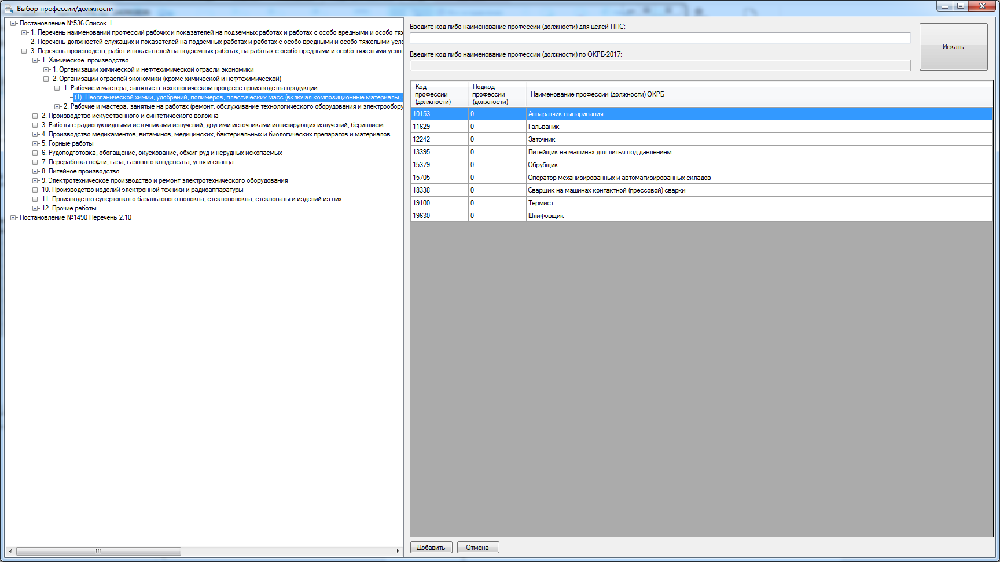 Выбор профессии/должности
Постановление №536 Список 1
1. Перечень наименований профессий рабочих и показателей на подземных работах и работах с особо вредными и особо тя
2. Перечень должностей служащих и показателей на подземных работах и работах с особо вредными и особо тяжелыми усло
3. Перечень производств, работ и показателей на подземных работах, на работах с особо вредными и особо тяжелыми усло
1. Химическое производство
1. Организации химической и нефтехимической отрасли экономики
2. Организации отраслей экономики (кроме химической и нефтехимической)
1. Рабочие и мастера, занятые в технологическом процессе производства продукции
(1). Неорганической химии, удобрений, полимеров, пластических масс (включая композиционные материалы,
2. Рабочие и мастера, занятые на работах (ремонт, обслуживание технологического оборудования и электрообору
2. Производство искусственного и синтетического волокна
3. Работы с радионуклидными источниками излучений, другими источниками ионизирующих излучений, бериллием
4. Производство медикаментов, витаминов, медицинских, бактериальных и биологических препаратов и материалов
5. Горные работы
6. Рудоподготовка, обогащение, окускование, обжиг руд и нерудных ископаемых
7. Переработка нефти, газа, газового конденсата, угля и сланца
8. Литейное производство
9. Электротехническое производство и ремонт электротехнического оборудования
10. Производство изделий электронной техники и радиоаппаратуры
11. Производство супертонкого базальтового волокна, стекловолокна, стекловаты и изделий из них
12. Прочие работы
Постановление №1490 Перечень 2.10
Введите код либо наименование профессии (должности) для целей ППС:
Введите код либо наименование профессии (должности) по ОКРБ-2017:
Искать
Код профессии (должности) Подкод профессии (должности) Наименование профессии (должности) ОКРБ
10153 0 Аппаратчик выпаривания
11629 0 Гальваник
12242 0 Заточник
13395 0 Литейщик на машинах для литья под давлением
15379 0 Обрубщик
15705 0 Оператор механизированных и автоматизированных складов
18338 0 Сварщик на машинах контактной (прессовой) сварки
19100 0 Термист
19630 0 Шлифовщик
Добавить Отмена